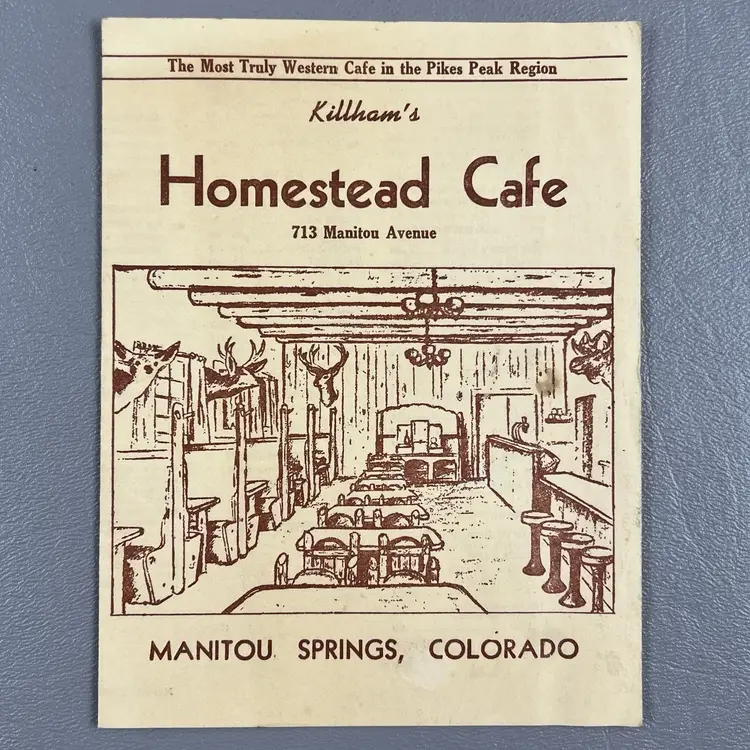 The Most Truly Western Cafe in the Pikes Peak Region
Killham's
Homestead Cafe
713 Manitou Avenue
MANITOU SPRINGS, COLORADO